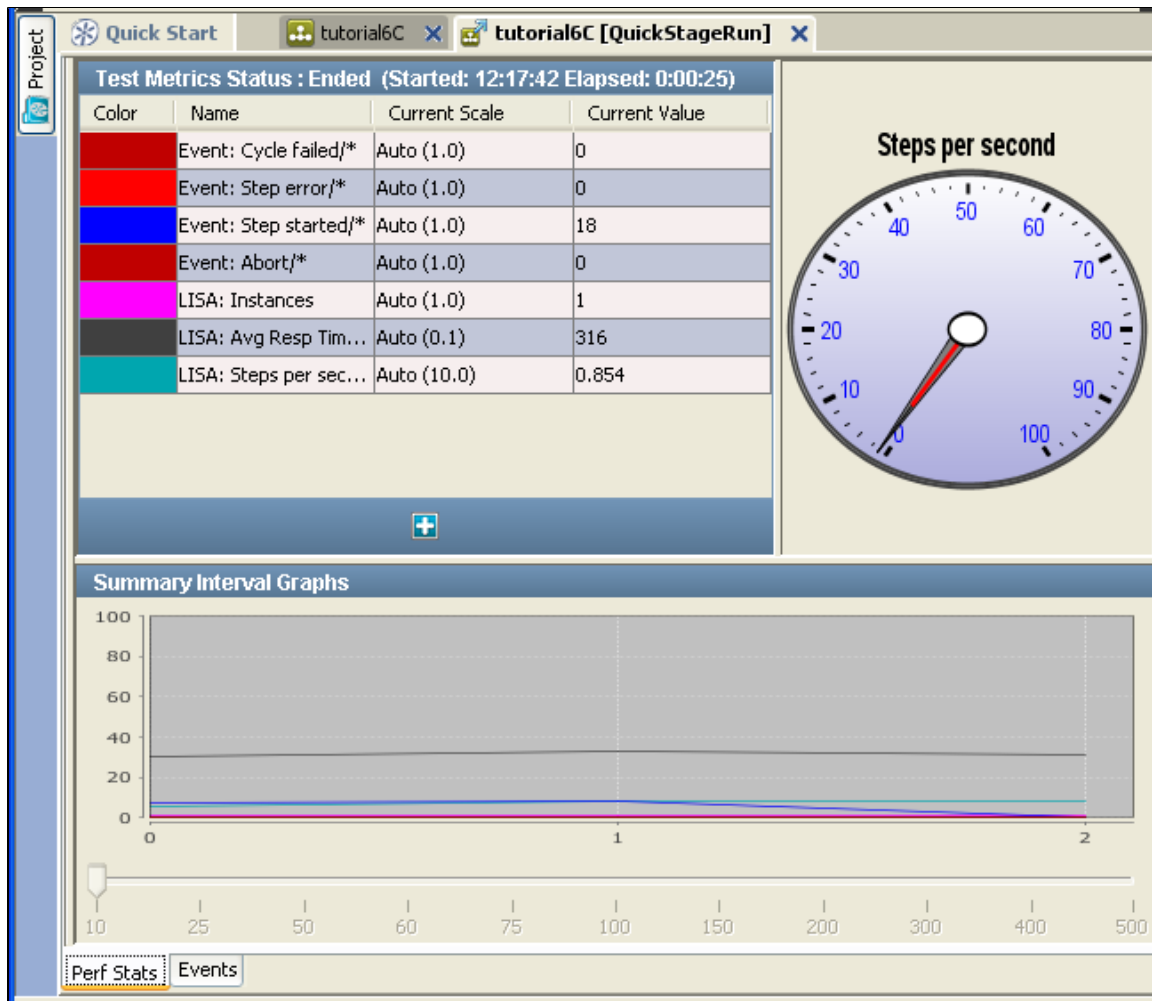 Project
Quick Start tutorial6C tutorial6C [QuickStageRun]
Test Metrics Status : Ended (Started: 12:17:42 Elapsed: 0:00:25)
Color Name Current Scale Current Value
Event: Cycle failed/* Auto (1.0) 0
Event: Step error/* Auto (1.0) 0
Event: Step started/* Auto (1.0) 18
Event: Abort/* Auto (1.0) 0
LISA: Instances Auto (1.0) 1
LISA: Avg Resp Tim... Auto (0.1) 316
LISA: Steps per sec... Auto (10.0) 0.854
Steps per second
0 10 20 30 40 50 60 70 80 90 100
Summary Interval Graphs
100
80
60
40
20
0
0 1 2
10 25 50 60 75 100 150 200 300 400 500
Perf Stats Events